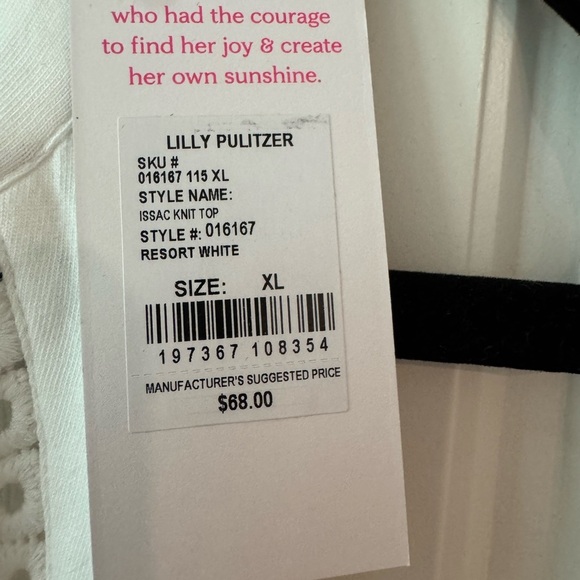 who had the courage
to find her joy & create
her own sunshine.
LILLY PULITZER
SKU #
016167 115 XL
STYLE NAME:
ISSAC KNIT TOP
STYLE #: 016167
RESORT WHITE
SIZE: XL
197367 108354
MANUFACTURER'S SUGGESTED PRICE
$68.00